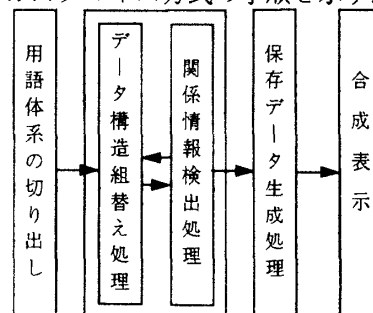 用語体系の切り出し
データ構造組替え処理
関係情報検出処理
保存データ生成処理
合成表示